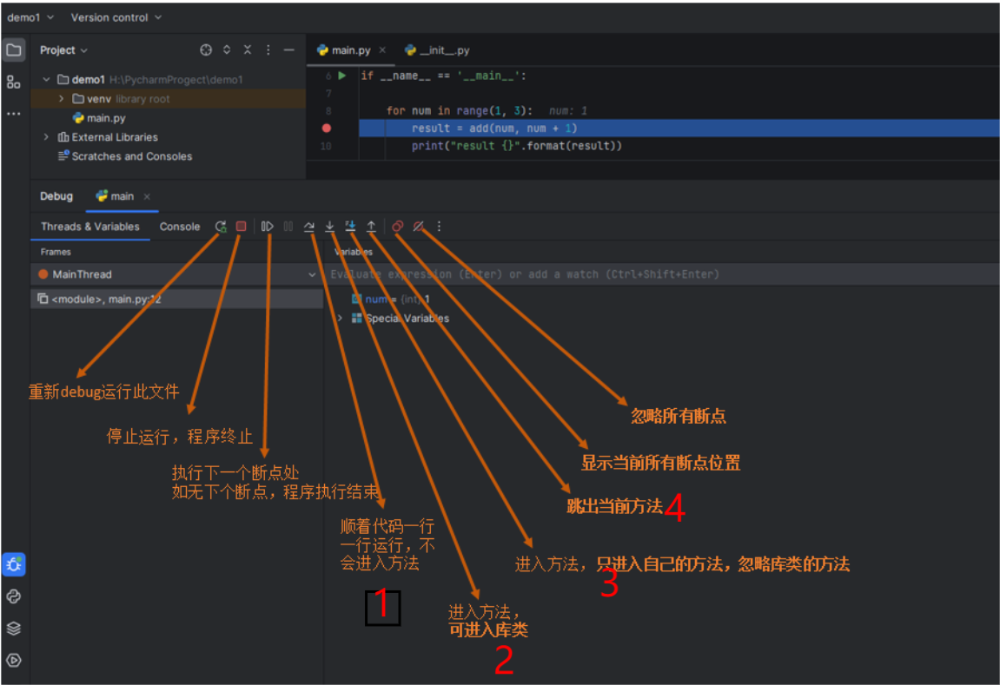 demo1 Version control
Project
main.py
__init__.py
demo1 H:\PycharmProgect\demo1
venv library root
main.py
External Libraries
Scratches and Consoles
6 if __name__ == '__main__':
7
8 for num in range(1, 3): num: 1
result = add(num, num + 1)
10 print("result {}".format(result))
Debug main
Threads & Variables Console
Frames
Variables
MainThread
Evaluate expression (Enter) or add a watch (Ctrl+Shift+Enter)
<module>, main.py:12
num = (int) 1
Special Variables
重新debug运行此文件
停止运行，程序终止
执行下一个断点处
如无下个断点，程序执行结束
顺着代码一行
一行运行，不
会进入方法
1
进入方法，
可进入库类
2
进入方法，只进入自己的方法，忽略库类的方法
3
跳出当前方法4
显示当前所有断点位置
忽略所有断点